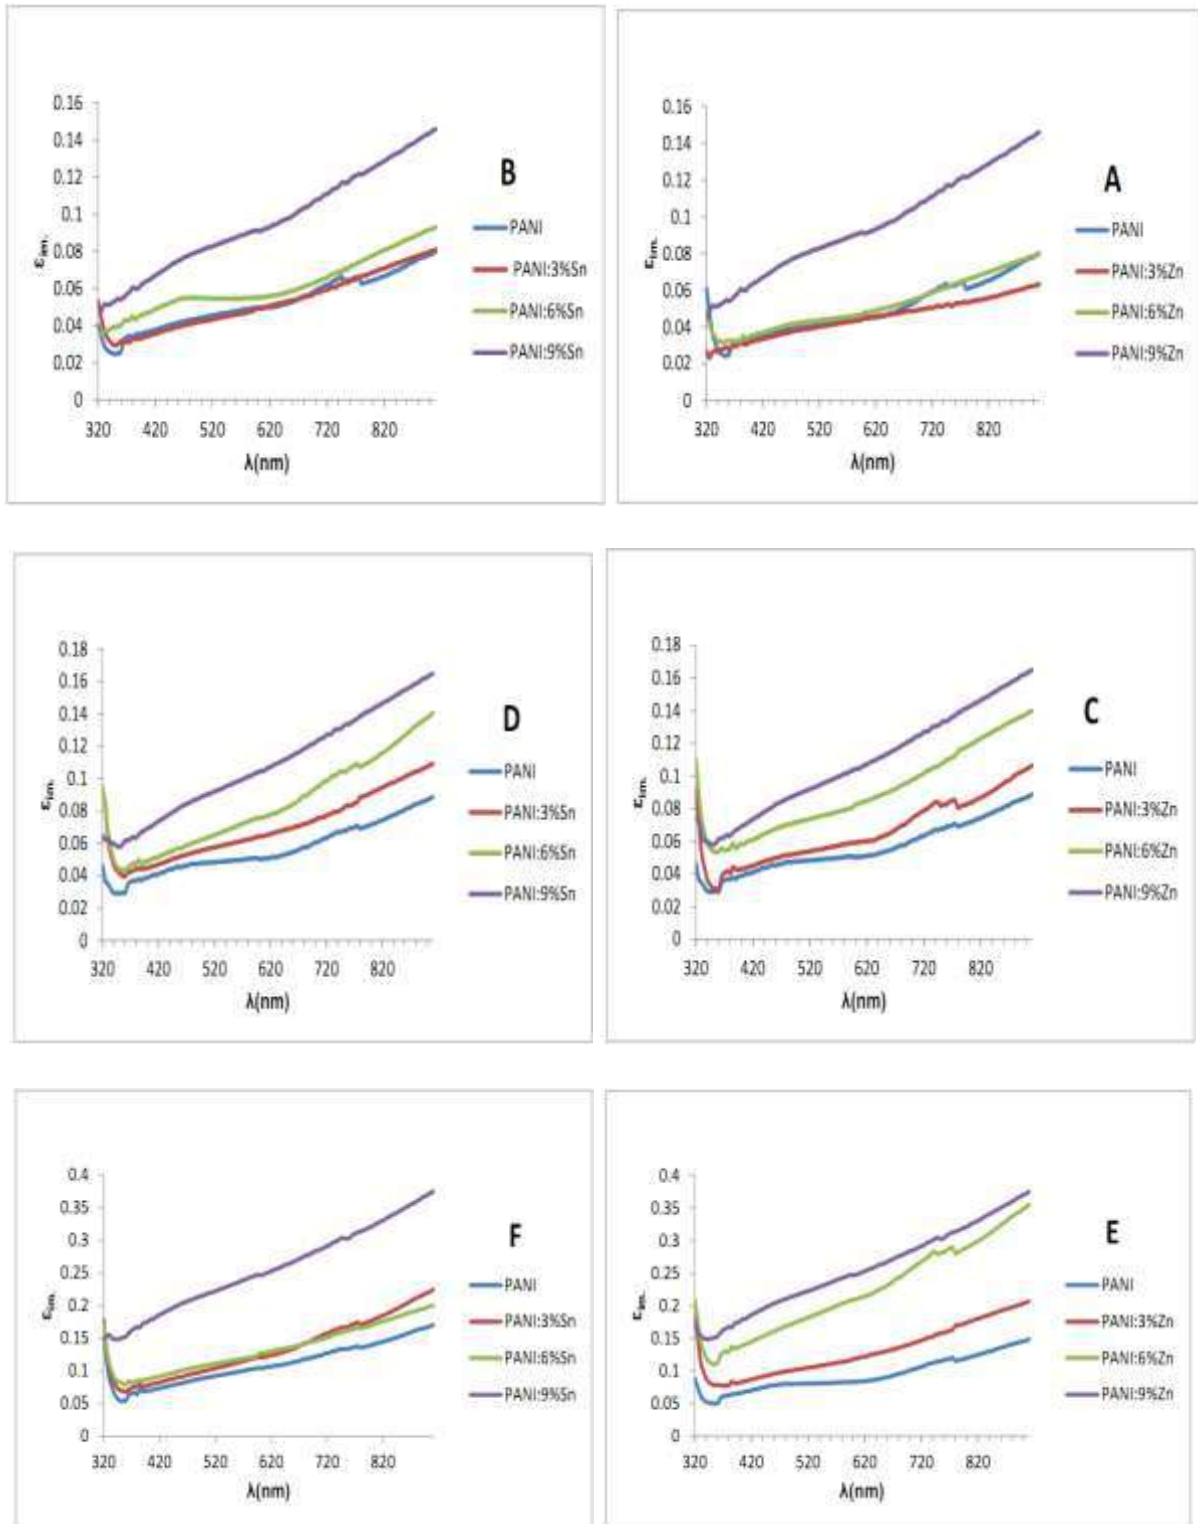 0.16
0.14
0.12
0.1
0.08
0.06
0.04
0.02
0
εim.
320 420 520 620 720 820
λ(nm)
B
PANI
PANI:3%Sn
PANI:6%Sn
PANI:9%Sn
0.16
0.14
0.12
0.1
0.08
0.06
0.04
0.02
0
εim.
320 420 520 620 720 820
λ(nm)
A
PANI
PANI:3%Zn
PANI:6%Zn
PANI:9%Zn
0.18
0.16
0.14
0.12
0.1
0.08
0.06
0.04
0.02
0
εim.
320 420 520 620 720 820
λ(nm)
D
PANI
PANI:3%Sn
PANI:6%Sn
PANI:9%Sn
0.18
0.16
0.14
0.12
0.1
0.08
0.06
0.04
0.02
0
εim.
320 420 520 620 720 820
λ(nm)
C
PANI
PANI:3%Zn
PANI:6%Zn
PANI:9%Zn
0.4
0.35
0.3
0.25
0.2
0.15
0.1
0.05
0
εim.
320 420 520 620 720 820
λ(nm)
F
PANI
PANI:3%Sn
PANI:6%Sn
PANI:9%Sn
0.4
0.35
0.3
0.25
0.2
0.15
0.1
0.05
0
εim.
320 420 520 620 720 820
λ(nm)
E
PANI
PANI:3%Zn
PANI:6%Zn
PANI:9%Zn